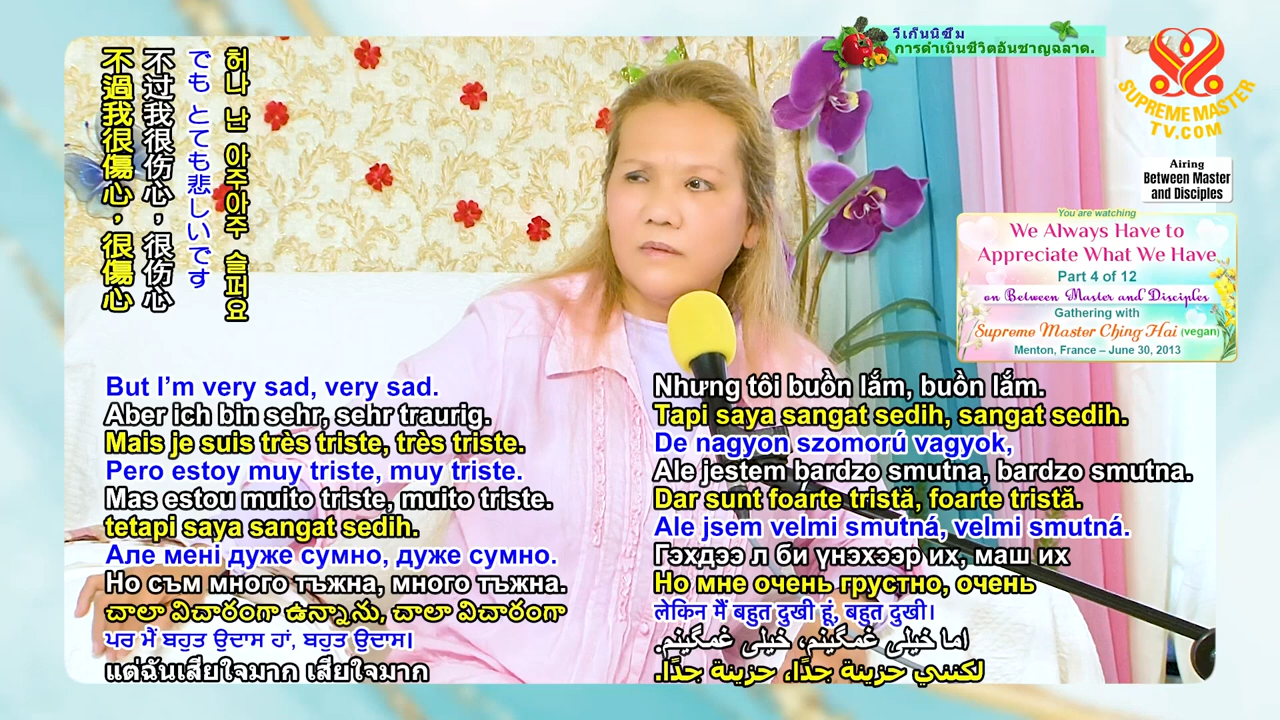 허나 난 아주아주 슬퍼요
でも とても悲しいです
不过我很伤心，很伤心
不過我很傷心，很傷心
วีแก้นนิซึม
การดำเนินชีวิตอันชาญฉลาด.
SUPREME MASTER
TV.COM
Airing
Between Master
and Disciples
You are watching
We Always Have to
Appreciate What We Have
Part 4 of 12
on Between Master and Disciples
Gathering with
Supreme Master Ching Hai (vegan)
Menton, France – June 30, 2013
But I’m very sad, very sad.
Aber ich bin sehr, sehr traurig.
Mais je suis très triste, très triste.
Pero estoy muy triste, muy triste.
Mas estou muito triste, muito triste.
tetapi saya sangat sedih.
Але мені дуже сумно, дуже сумно.
Но съм много тъжна, много тъжна.
చాలా విచారంగా ఉన్నాను, చాలా విచారంగా
ਪਰ ਮੈਂ ਬਹੁਤ ਉਦਾਸ ਹਾਂ, ਬਹੁਤ ਉਦਾਸ।
แต่ฉันเสียใจมาก เสียใจมาก
Nhưng tôi buồn lắm, buồn lắm.
Tapi saya sangat sedih, sangat sedih.
De nagyon szomorú vagyok,
Ale jestem bardzo smutna, bardzo smutna.
Dar sunt foarte tristă, foarte tristă.
Ale jsem velmi smutná, velmi smutná.
Гэхдээ л би үнэхээр их, маш их
Но мне очень грустно, очень
लेकिन मैं बहुत दुखी हूं, बहुत दुखी।
اما خیلی غمگینم، خیلی غمگینم.
لكنني حزينة جدًا، حزينة جدًا.